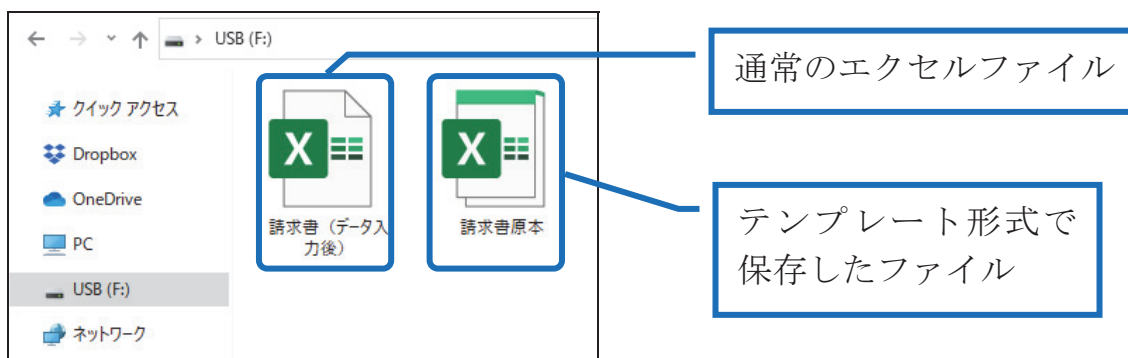 USB (F:)
クイック アクセス
Dropbox
OneDrive
PC
USB (F:)
ネットワーク
X
請求書（データ入
力後）
X
請求書原本
通常のエクセルファイル
テンプレート形式で
保存したファイル